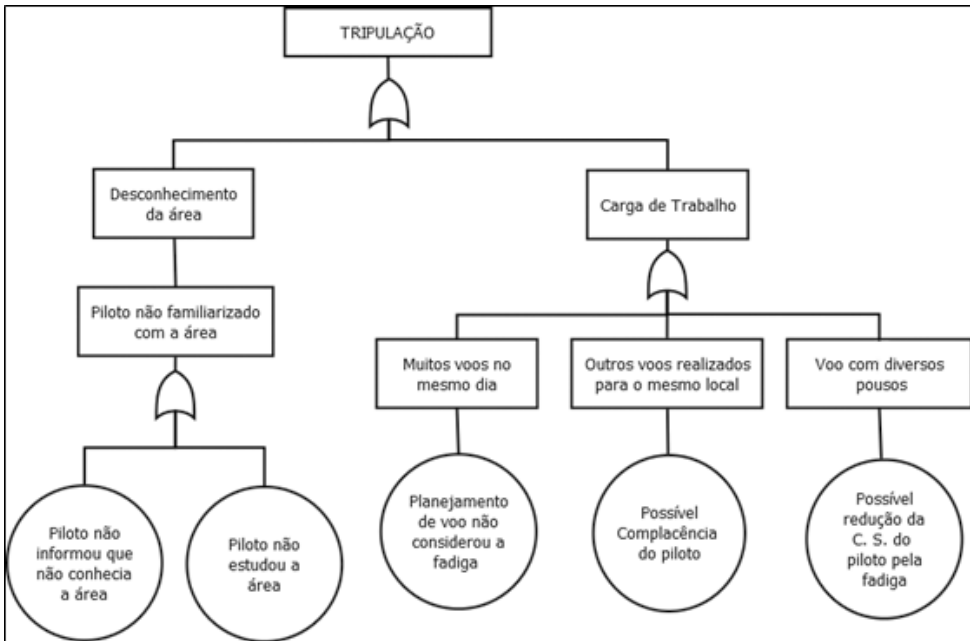 TRIPULAÇÃO
Desconhecimento
da área
Carga de Trabalho
Piloto não familiarizado
com a área
Muitos voos no
mesmo dia
Outros voos realizados
para o mesmo local
Voo com diversos
pousos
Piloto não
informou que
não conhecia
a área
Piloto não
estudou a área
Planejamento
de voo não
considerou a
fadiga
Possível
Complacência
do piloto
Possível
redução da
C. S. do
piloto pela
fadiga